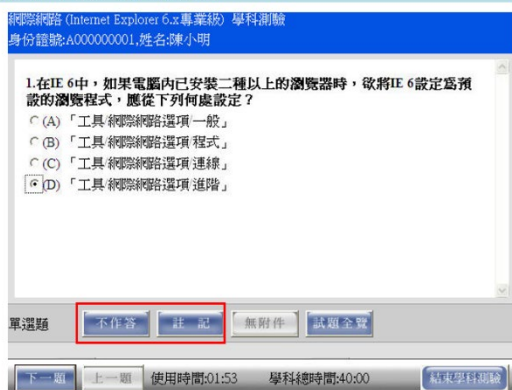 網際網路 (Internet Explorer 6.x專業級) 學科測驗
身份證號:A000000001,姓名:陳小明
1.在IE 6中，如果電腦內已安裝二種以上的瀏覽器時，欲將IE 6設定為預
設的瀏覽程式，應從下列何處設定？
(A) 「工具/網際網路選項/一般」
(B) 「工具/網際網路選項/程式」
(C) 「工具/網際網路選項/連線」
(D) 「工具/網際網路選項/進階」
單選題 不作答 註 記 無附件 試題全覽
下一題 上一題 使用時間:01:53 學科總時間:40:00 結束學科測驗